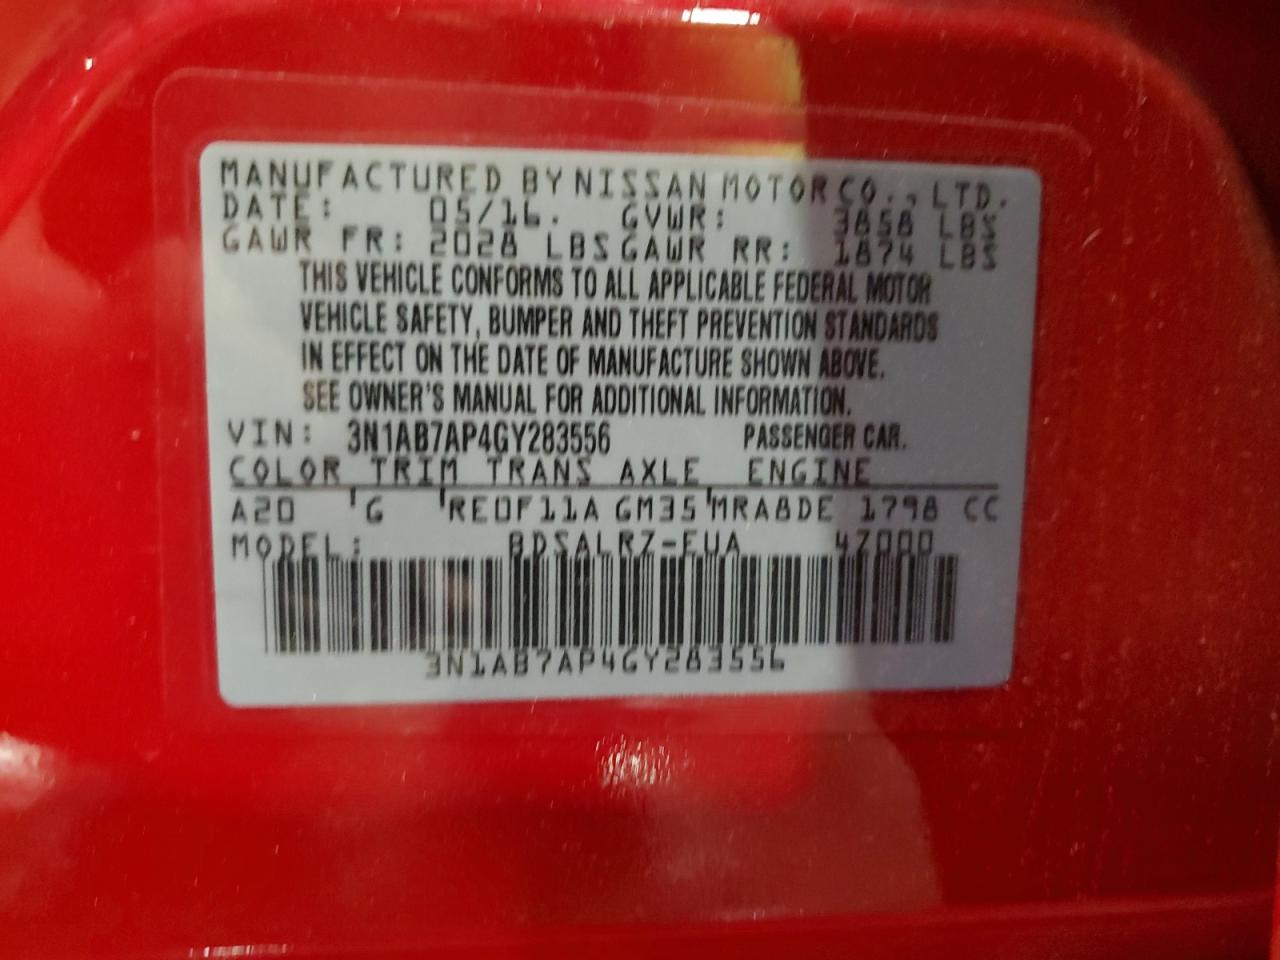 MANUFACTURED BY NISSAN MOTOR CO., LTD.
DATE: 05/16. GVWR: 3858 LBS
GAWR FR: 2028 LBS GAWR RR: 1874 LBS
THIS VEHICLE CONFORMS TO ALL APPLICABLE FEDERAL MOTOR
VEHICLE SAFETY, BUMPER AND THEFT PREVENTION STANDARDS
IN EFFECT ON THE DATE OF MANUFACTURE SHOWN ABOVE.
SEE OWNER'S MANUAL FOR ADDITIONAL INFORMATION.
VIN: 3N1AB7AP4GY283556 PASSENGER CAR.
COLOR TRIM TRANS AXLE ENGINE
A20 'G 'RE0F11A GM35'MRA8DE 1798 CC
MODEL: BDSALRZ-EUA 4Z000
3N1AB7AP4GY283556